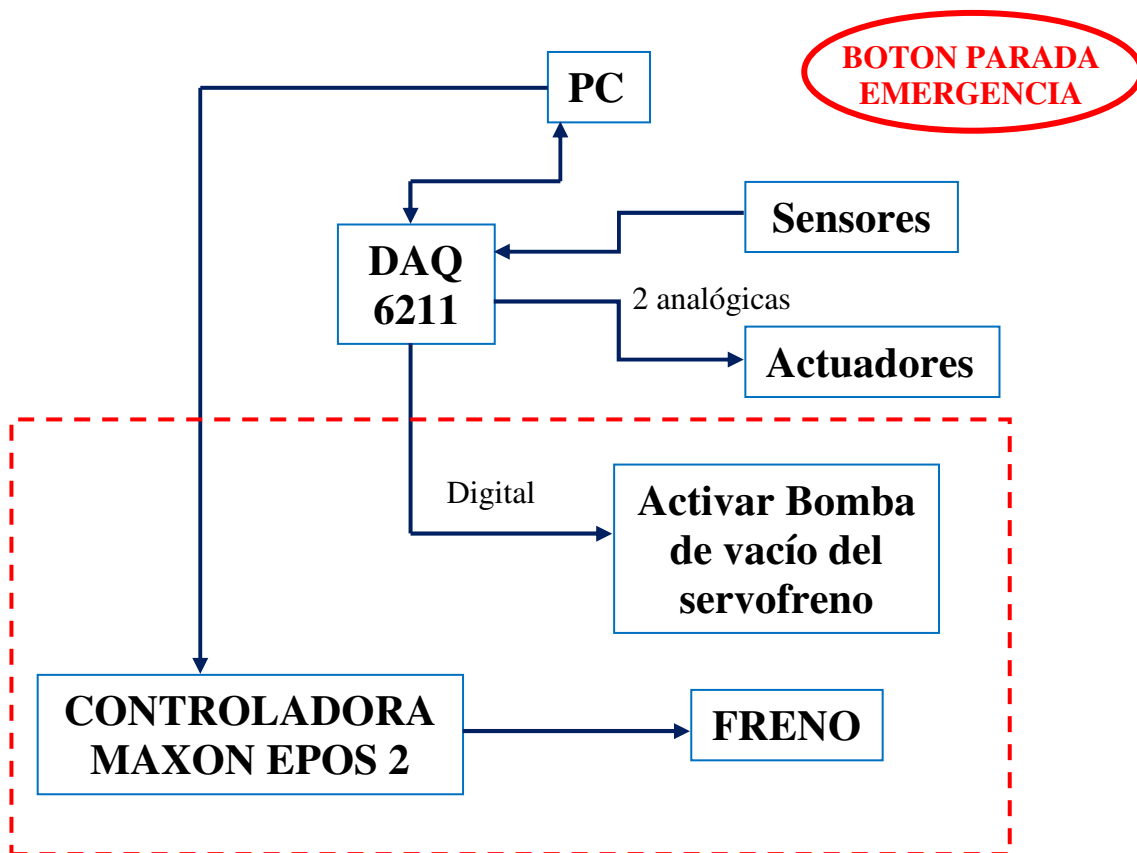 BOTON PARADA
EMERGENCIA
PC
Sensores
DAQ
6211
2 analógicas
Actuadores
Digital
Activar Bomba
de vacío del
servofreno
CONTROLADORA
MAXON EPOS 2
FRENO